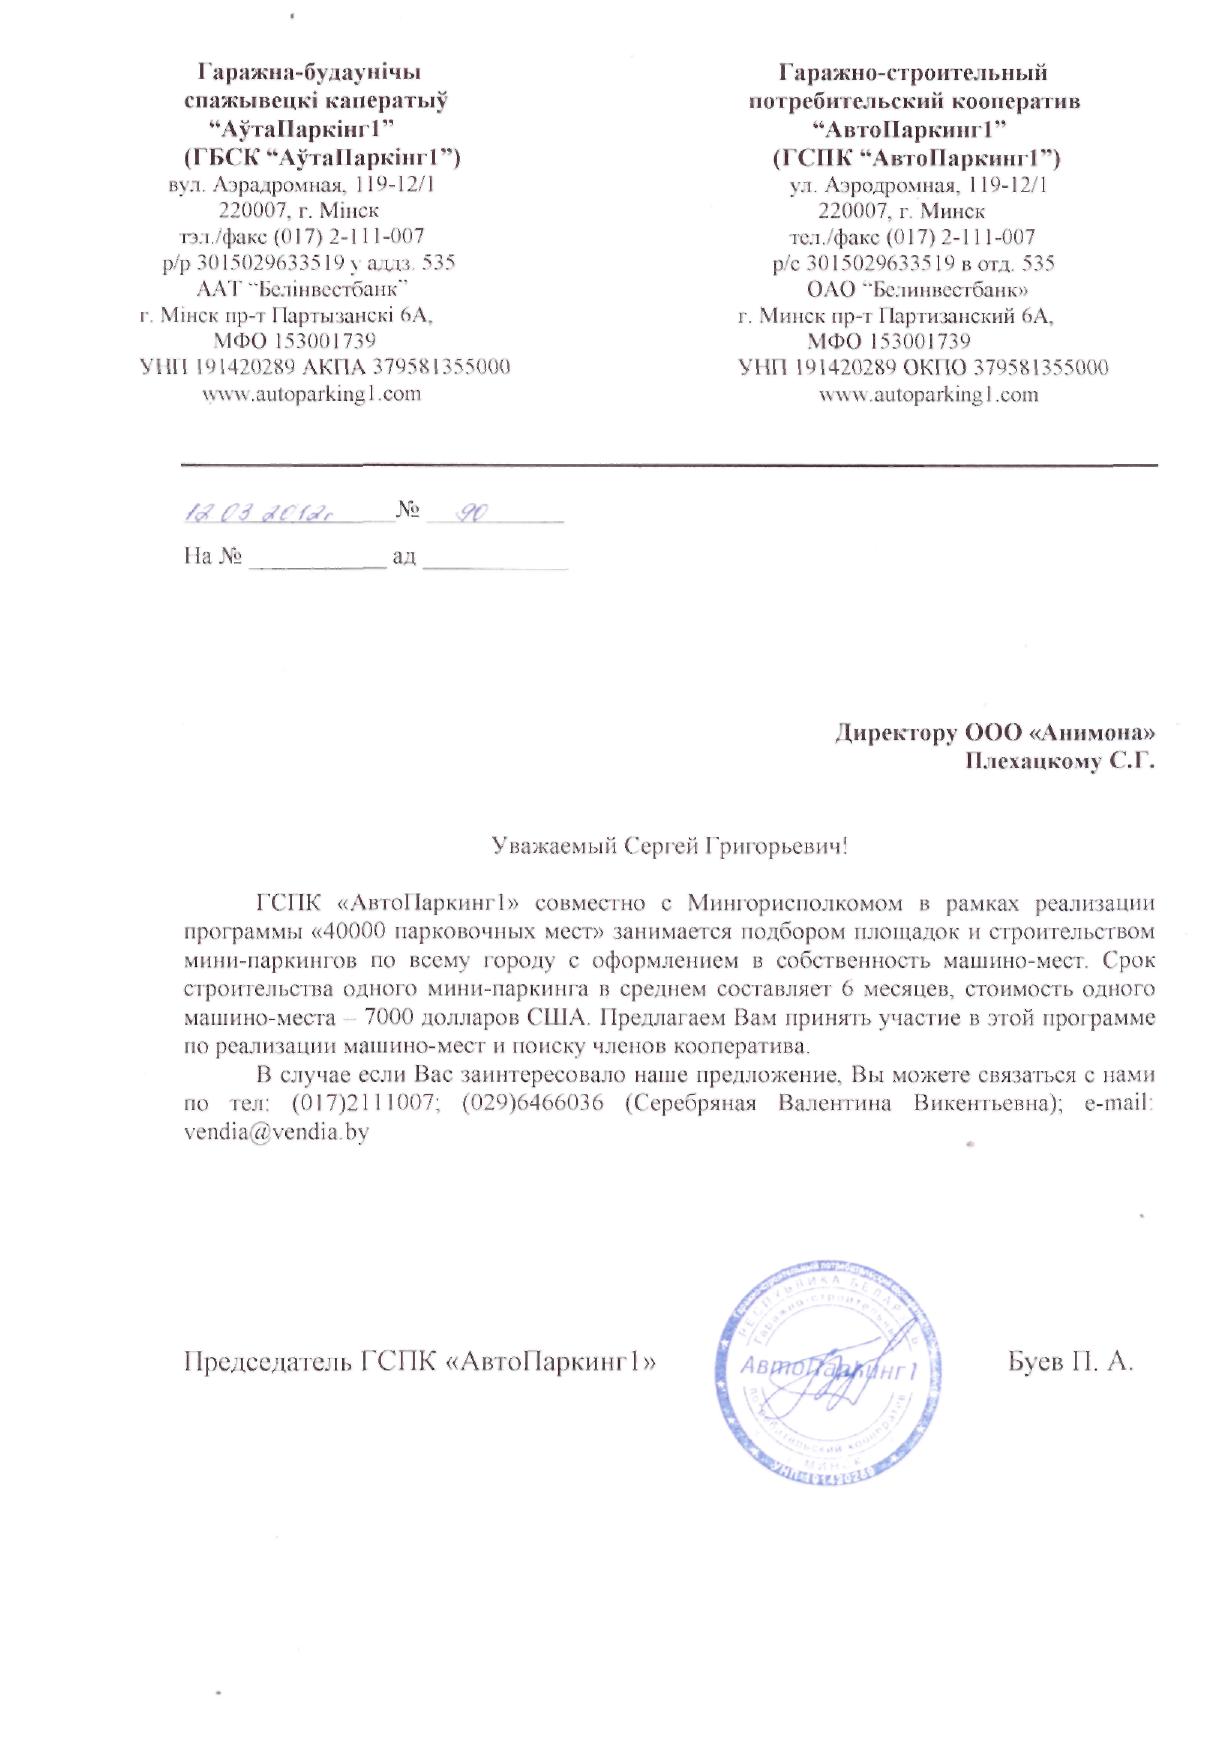 Гаражна-будаунічы
спажывецкі каператыў
“АўтаПаркінг1”
(ГБСК “АўтаПаркінг1”)
вул. Аэрадромная, 119-12/1
220007, г. Мінск
тэл./факс (017) 2-111-007
р/р 3015029633519 у аддз. 535
ААТ “Белінвестбанк”
г. Мінск пр-т Партызанскі 6А,
МФО 153001739
УНП 191420289 АКПА 379581355000
www.autoparking1.com
Гаражно-строительный
потребительский кооператив
“АвтоПаркинг1”
(ГСПК “АвтоПаркинг1”)
ул. Аэродромная, 119-12/1
220007, г. Минск
тел./факс (017) 2-111-007
р/с 3015029633519 в отд. 535
ОАО “Белинвестбанк»
г. Минск пр-т Партизанский 6А,
МФО 153001739
УНП 191420289 ОКПО 379581355000
www.autoparking1.com
12 03 2012г № 90
На № ____________ ад ____________
Директору ООО «Анимона»
Плехацкому С.Г.
Уважаемый Сергей Григорьевич!
ГСПК «АвтоПаркинг1» совместно с Мингорисполкомом в рамках реализации
программы «40000 парковочных мест» занимается подбором площадок и строительством
мини-паркингов по всему городу с оформлением в собственность машино-мест. Срок
строительства одного мини-паркинга в среднем составляет 6 месяцев, стоимость одного
машино-места – 7000 долларов США. Предлагаем Вам принять участие в этой программе
по реализации машино-мест и поиску членов кооператива.
В случае если Вас заинтересовало наше предложение, Вы можете связаться с нами
по тел: (017)2111007; (029)6466036 (Серебряная Валентина Викентьевна); e-mail:
vendia@vendia.by
Председатель ГСПК «АвтоПаркинг1»
Буев П. А.
РЕСПУБЛИКА БЕЛАРУСЬ
Гаражно-строительный
АвтоПаркинг1
потребительский кооператив
МИНСК
УНП 191420289